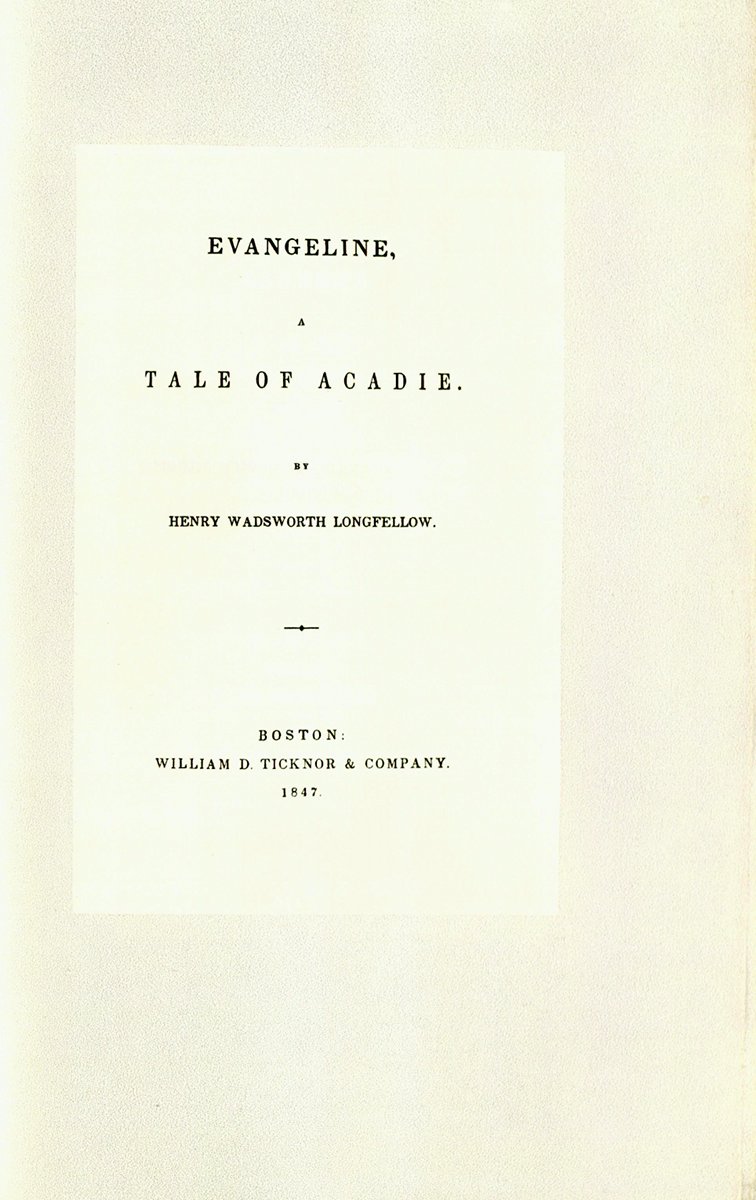 EVANGELINE,
A
TALE OF ACADIE.
BY
HENRY WADSWORTH LONGFELLOW.
BOSTON:
WILLIAM D. TICKNOR & COMPANY.
1847.